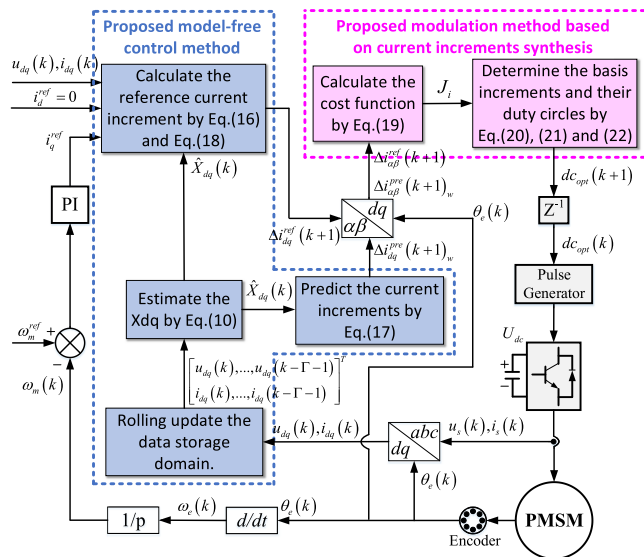 Proposed model-free
control method
Proposed modulation method based
on current increments synthesis
u_dq(k),i_dq(k)
i_d^ref=0
i_q^ref
Calculate the
reference current
increment by Eq.(16)
and Eq.(18)
Calculate the
cost function
by Eq.(19)
J_i
Determine the basis
increments and their
duty circles by
Eq.(20), (21) and (22)
X̂_dq(k)
Δi_αβ^ref(k+1)
Δi_αβ^pre(k+1)_w
dc_opt(k+1)
PI
dq
αβ
θ_e(k)
Z^-1
Δi_dq^ref(k+1)
Δi_dq^pre(k+1)_w
dc_opt(k)
Estimate the
Xdq by Eq.(10)
X̂_dq(k)
Predict the current
increments by
Eq.(17)
Pulse
Generator
ω_m^ref
+
−
ω_m(k)
U_dc
+
−
[u_dq(k),...,u_dq(k−Γ−1)
i_dq(k),...,i_dq(k−Γ−1)]^T
Rolling update the
data storage
domain.
u_dq(k),i_dq(k)
abc
dq
u_s(k),i_s(k)
θ_e(k)
1/p
ω_e(k)
d/dt
θ_e(k)
Encoder
PMSM